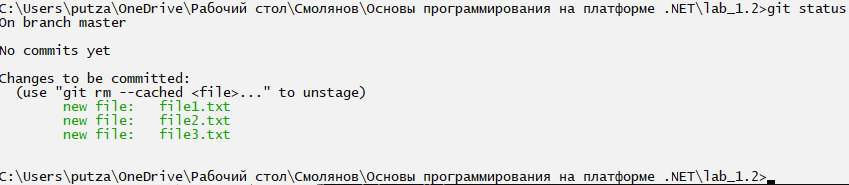 C:\Users\putza\OneDrive\Рабочий стол\Смолянов\Основы программирования на платформе .NET\lab_1.2>git status
On branch master
No commits yet
Changes to be committed:
(use "git rm --cached <file>..." to unstage)
new file: file1.txt
new file: file2.txt
new file: file3.txt
C:\Users\putza\OneDrive\Рабочий стол\Смолянов\Основы программирования на платформе .NET\lab_1.2>